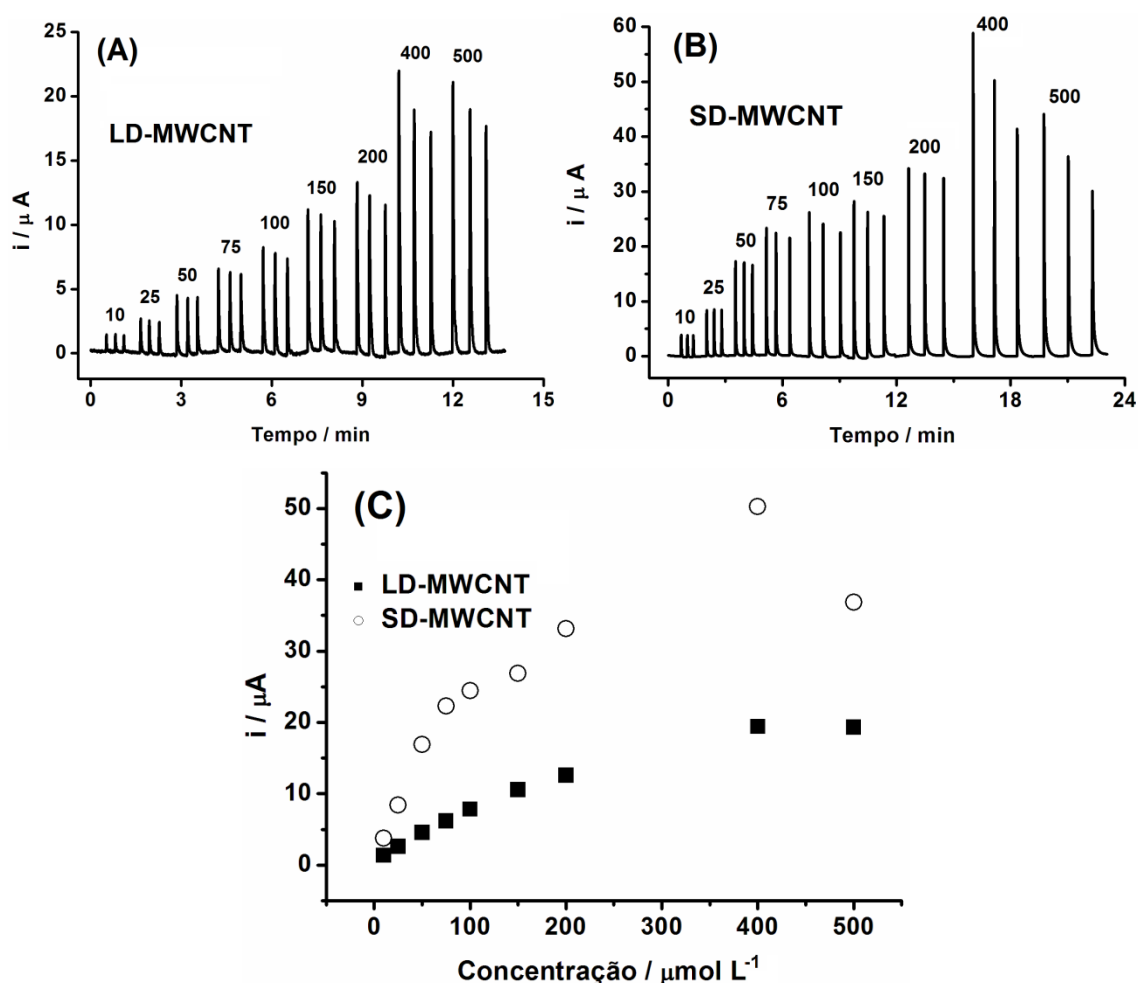 (A)
LD-MWCNT
10
25
50
75
100
150
200
400
500
25
20
15
10
5
0
i / μ A
0 3 6 9 12 15
Tempo / min
(B)
SD-MWCNT
10
25
50
75
100
150
200
400
500
60
50
40
30
20
10
0
i / μ A
0 6 12 18 24
Tempo / min
(C)
LD-MWCNT
SD-MWCNT
50
40
30
20
10
0
i / μA
0 100 200 300 400 500
Concentração / μmol L⁻¹